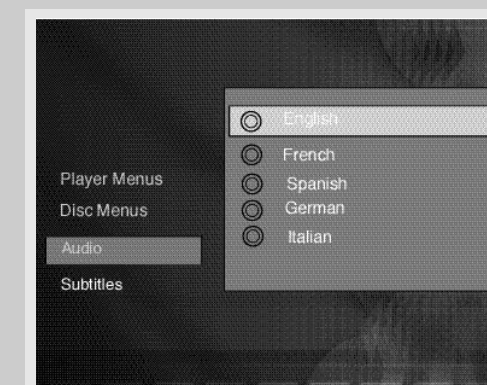 English
French
Spanish
German
Italian
Player Menus
Disc Menus
Audio
Subtitles